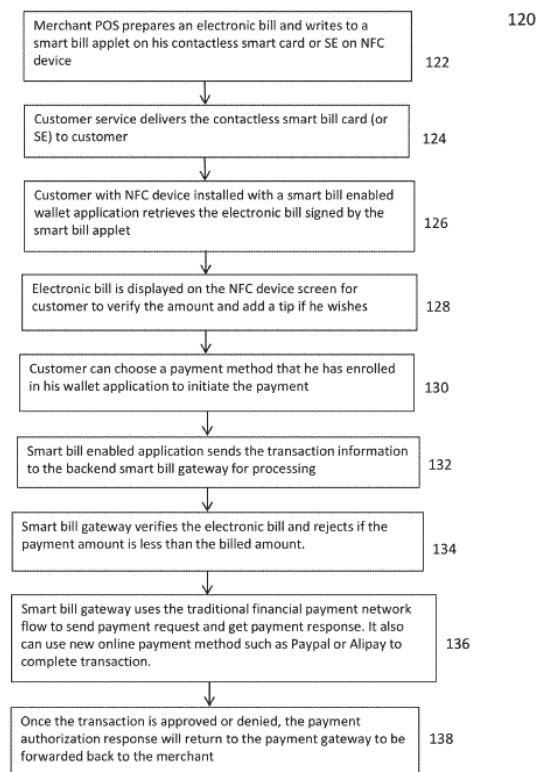 120
Merchant POS prepares an electronic bill and writes to a
smart bill applet on his contactless smart card or SE on NFC
device
122
Customer service delivers the contactless smart bill card (or
SE) to customer
124
Customer with NFC device installed with a smart bill enabled
wallet application retrieves the electronic bill signed by the
smart bill applet
126
Electronic bill is displayed on the NFC device screen for
customer to verify the amount and add a tip if he wishes
128
Customer can choose a payment method that he has enrolled
in his wallet application to initiate the payment
130
Smart bill enabled application sends the transaction information
to the backend smart bill gateway for processing
132
Smart bill gateway verifies the electronic bill and rejects if the
payment amount is less than the billed amount.
134
Smart bill gateway uses the traditional financial payment network
flow to send payment request and get payment response. It also
can use new online payment method such as Paypal or Alipay to
complete transaction.
136
Once the transaction is approved or denied, the payment
authorization response will return to the payment gateway to be
forwarded back to the merchant
138